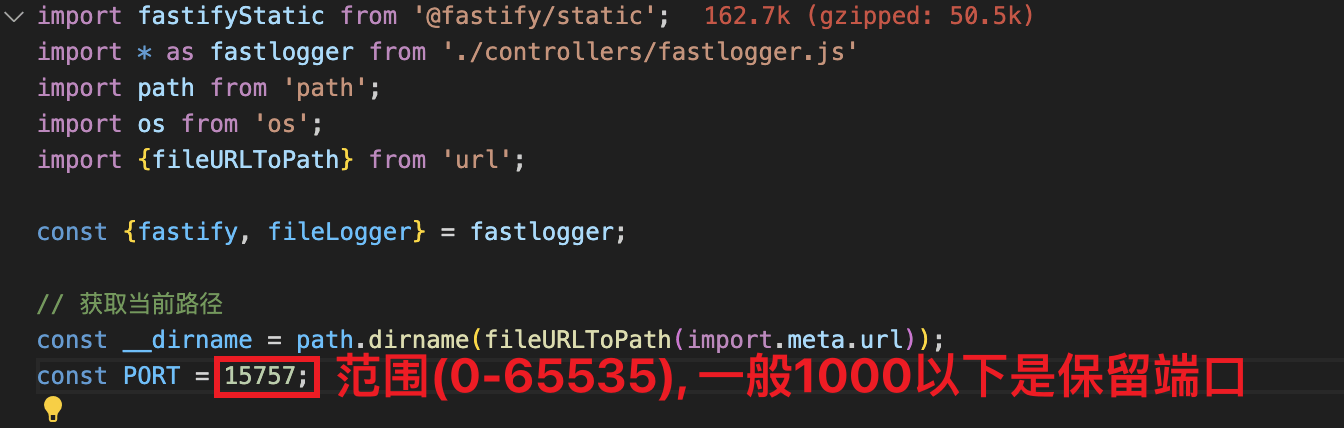 import fastifyStatic from '@fastify/static'; 162.7k (gzipped: 50.5k)
import * as fastlogger from './controllers/fastlogger.js'
import path from 'path';
import os from 'os';
import {fileURLToPath} from 'url';
const {fastify, fileLogger} = fastlogger;
// 获取当前路径
const __dirname = path.dirname(fileURLToPath(import.meta.url));
const PORT = 15757; 范围(0-65535), 一般1000以下是保留端口